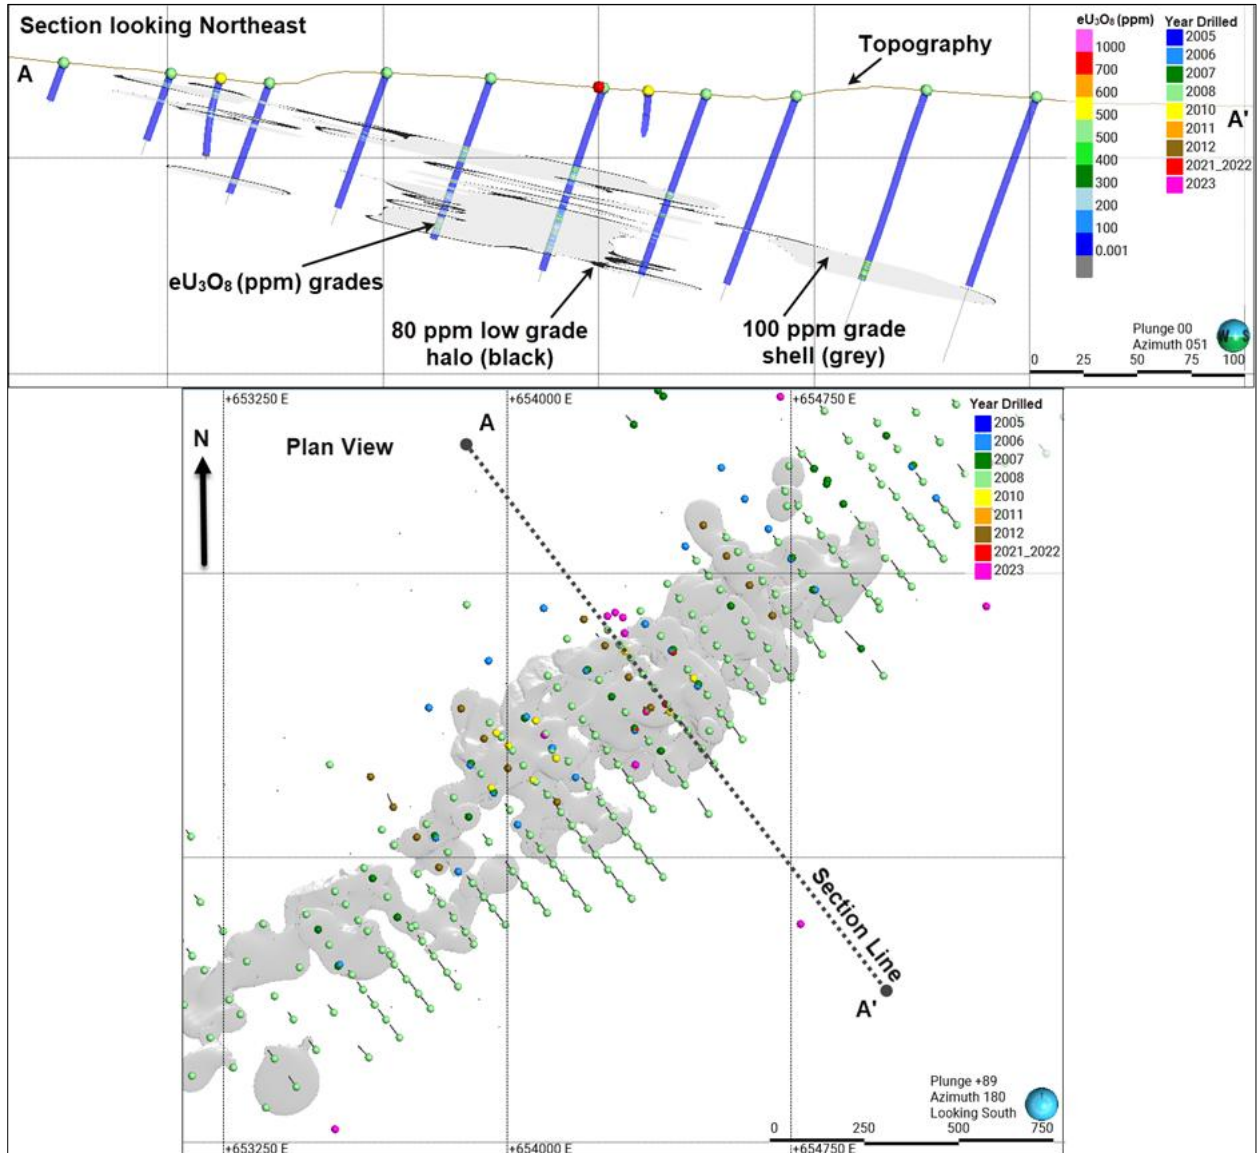 Section looking Northeast
A
Topography
A'
eU₃O₈ (ppm)
1000
700
600
500
500
400
300
200
100
0.001
Year Drilled
2005
2006
2007
2008
2010
2011
2012
2021_2022
2023
eU₃O₈ (ppm) grades
80 ppm low grade
halo (black)
100 ppm grade
shell (grey)
Plunge 00
Azimuth 051
W S
0 25 50 75 100
+653250 E +654000 E +654750 E
N
Plan View
A
Year Drilled
2005
2006
2007
2008
2010
2011
2012
2021_2022
2023
Section Line
A'
Plunge +89
Azimuth 180
Looking South
0 250 500 750
+653250 E +654000 E +654750 E